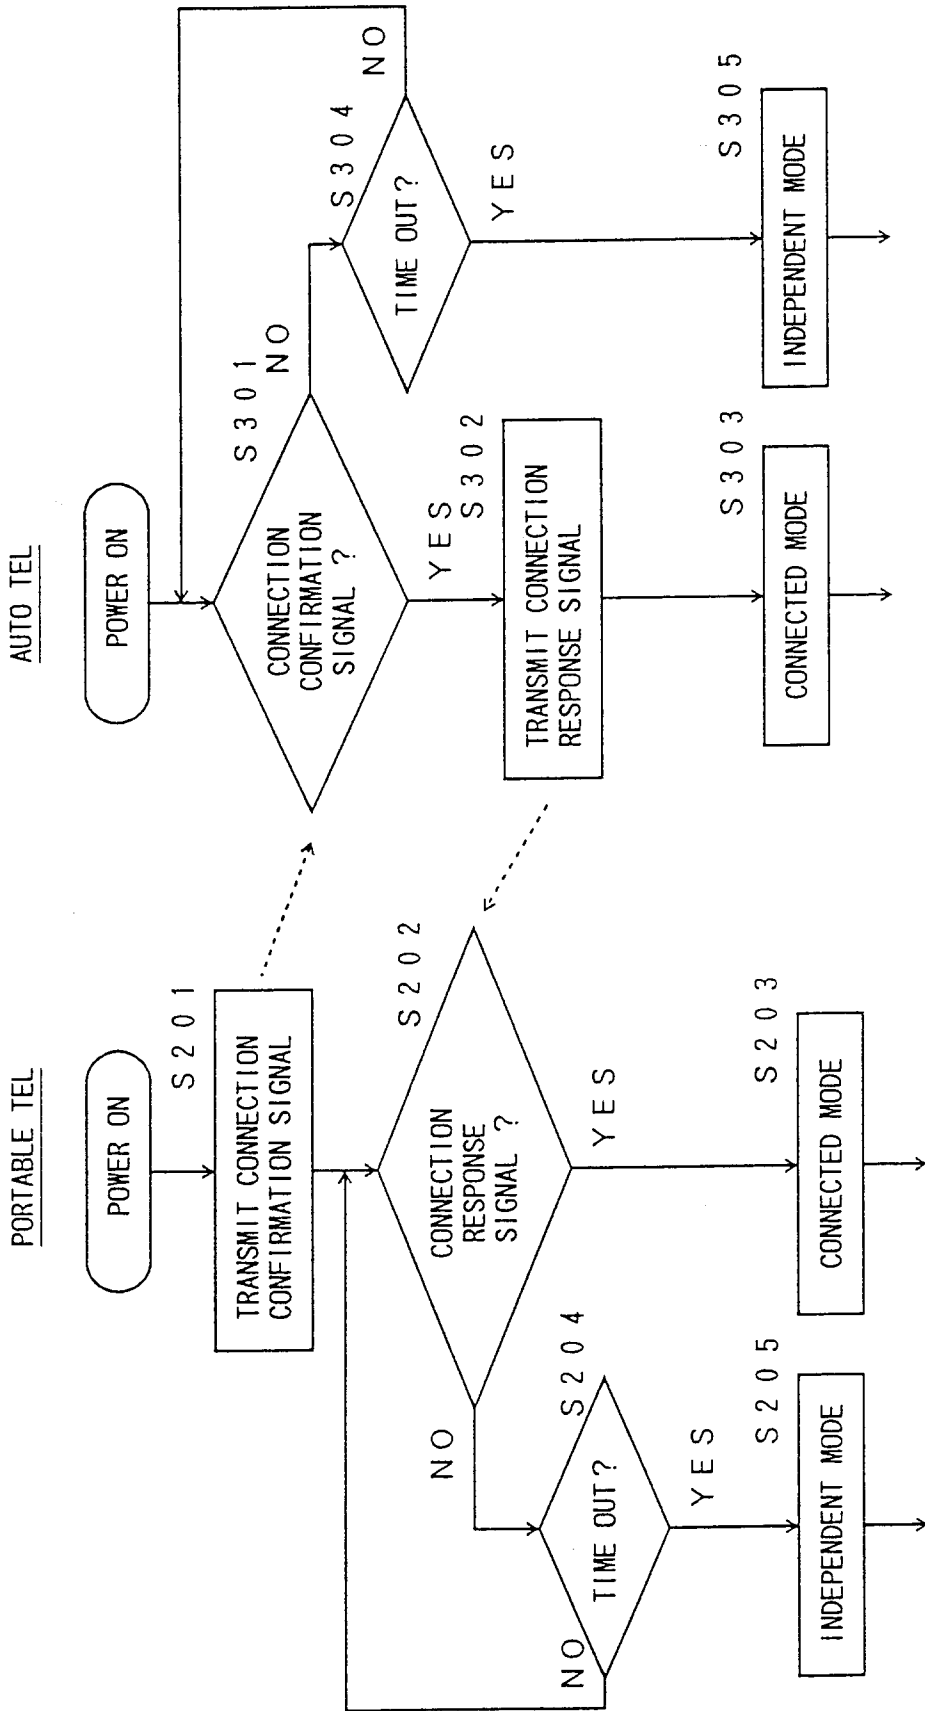 PORTABLE TEL
POWER ON
S201
TRANSMIT CONNECTION
CONFIRMATION SIGNAL
S202
CONNECTION
RESPONSE
SIGNAL ?
NO
YES
S204
TIME OUT?
NO
YES
S203
CONNECTED MODE
S205
INDEPENDENT MODE
AUTO TEL
POWER ON
S301
CONNECTION
CONFIRMATION
SIGNAL ?
NO
YES
S304
TIME OUT?
NO
YES
S302
TRANSMIT CONNECTION
RESPONSE SIGNAL
S303
CONNECTED MODE
S305
INDEPENDENT MODE